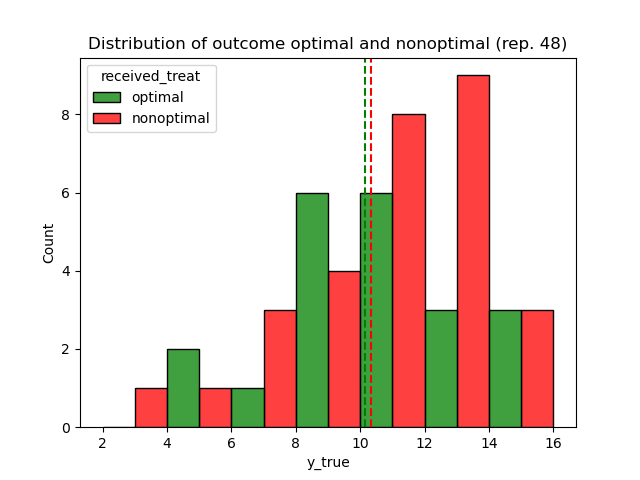 Distribution of outcome optimal and nonoptimal (rep. 48)
received_treat
optimal
nonoptimal
Count
8
6
4
2
0
2 4 6 8 10 12 14 16
y_true